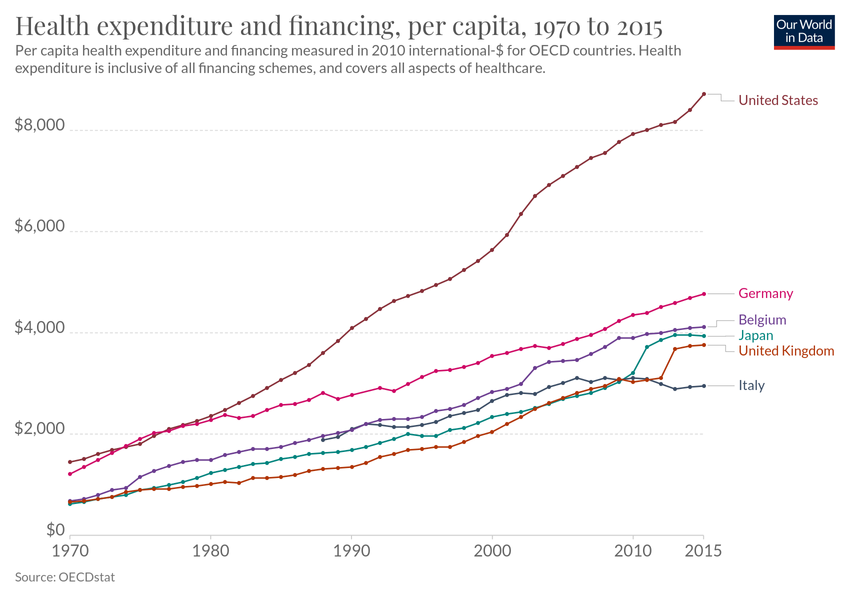 Health expenditure and financing, per capita, 1970 to 2015
Our World
in Data
Per capita health expenditure and financing measured in 2010 international-$ for OECD countries. Health
expenditure is inclusive of all financing schemes, and covers all aspects of healthcare.
United States
$8,000
$6,000
Germany
Belgium
$4,000
Japan
United Kingdom
Italy
$2,000
$0
1970
1980
1990
2000
2010
2015
Source: OECDstat